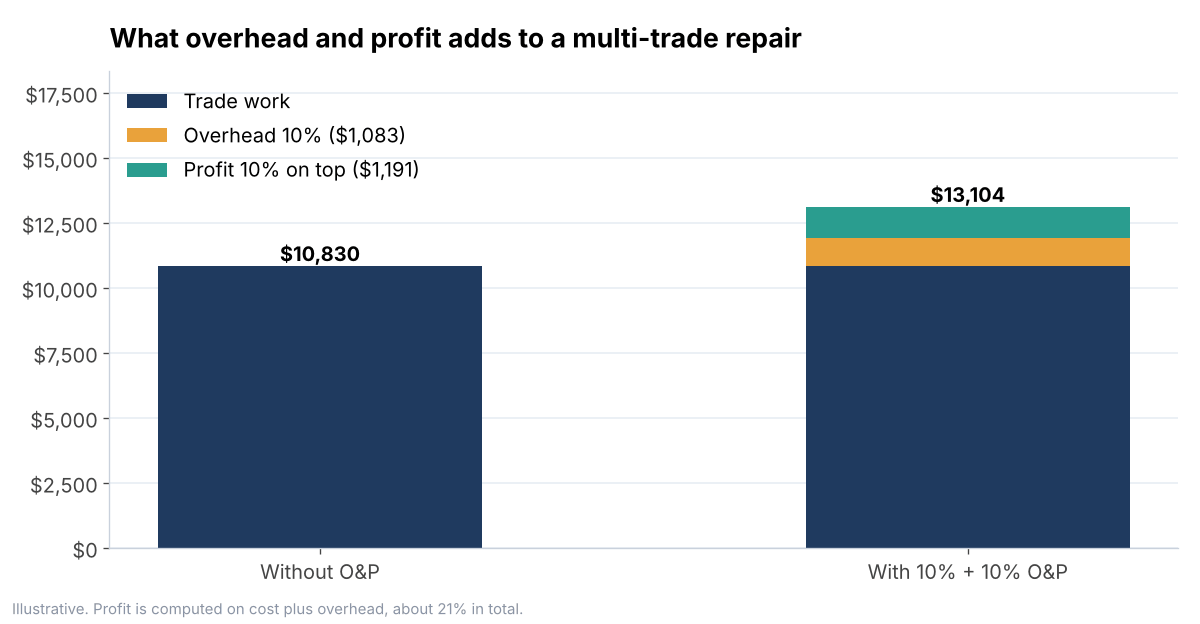 What overhead and profit adds to a multi-trade repair
$17,500
$15,000
$12,500
$10,000
$7,500
$5,000
$2,500
$0
Trade work
Overhead 10% ($1,083)
Profit 10% on top ($1,191)
$10,830
$13,104
Without O&P
With 10% + 10% O&P
Illustrative. Profit is computed on cost plus overhead, about 21% in total.